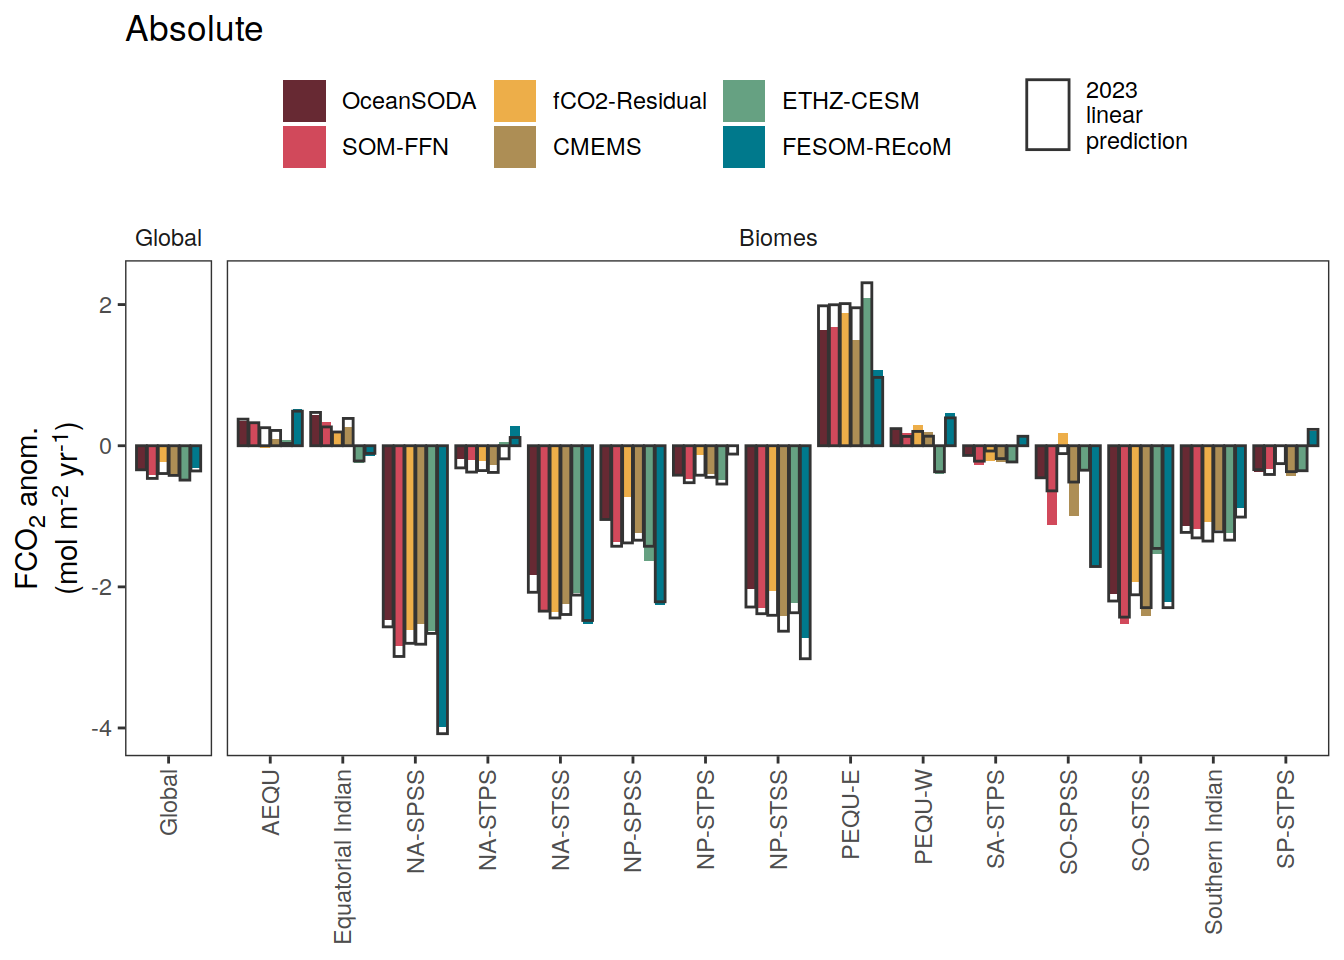 Absolute
OceanSODA
SOM-FFN
fCO2-Residual
CMEMS
ETHZ-CESM
FESOM-REcoM
2023
linear
prediction
Global
Biomes
FCO₂ anom.
(mol m⁻² yr⁻¹)
2
0
-2
-4
Global
AEQU
Equatorial Indian
NA-SPSS
NA-STPS
NA-STSS
NP-SPSS
NP-STPS
NP-STSS
PEQU-E
PEQU-W
SA-STPS
SO-SPSS
SO-STSS
Southern Indian
SP-STPS